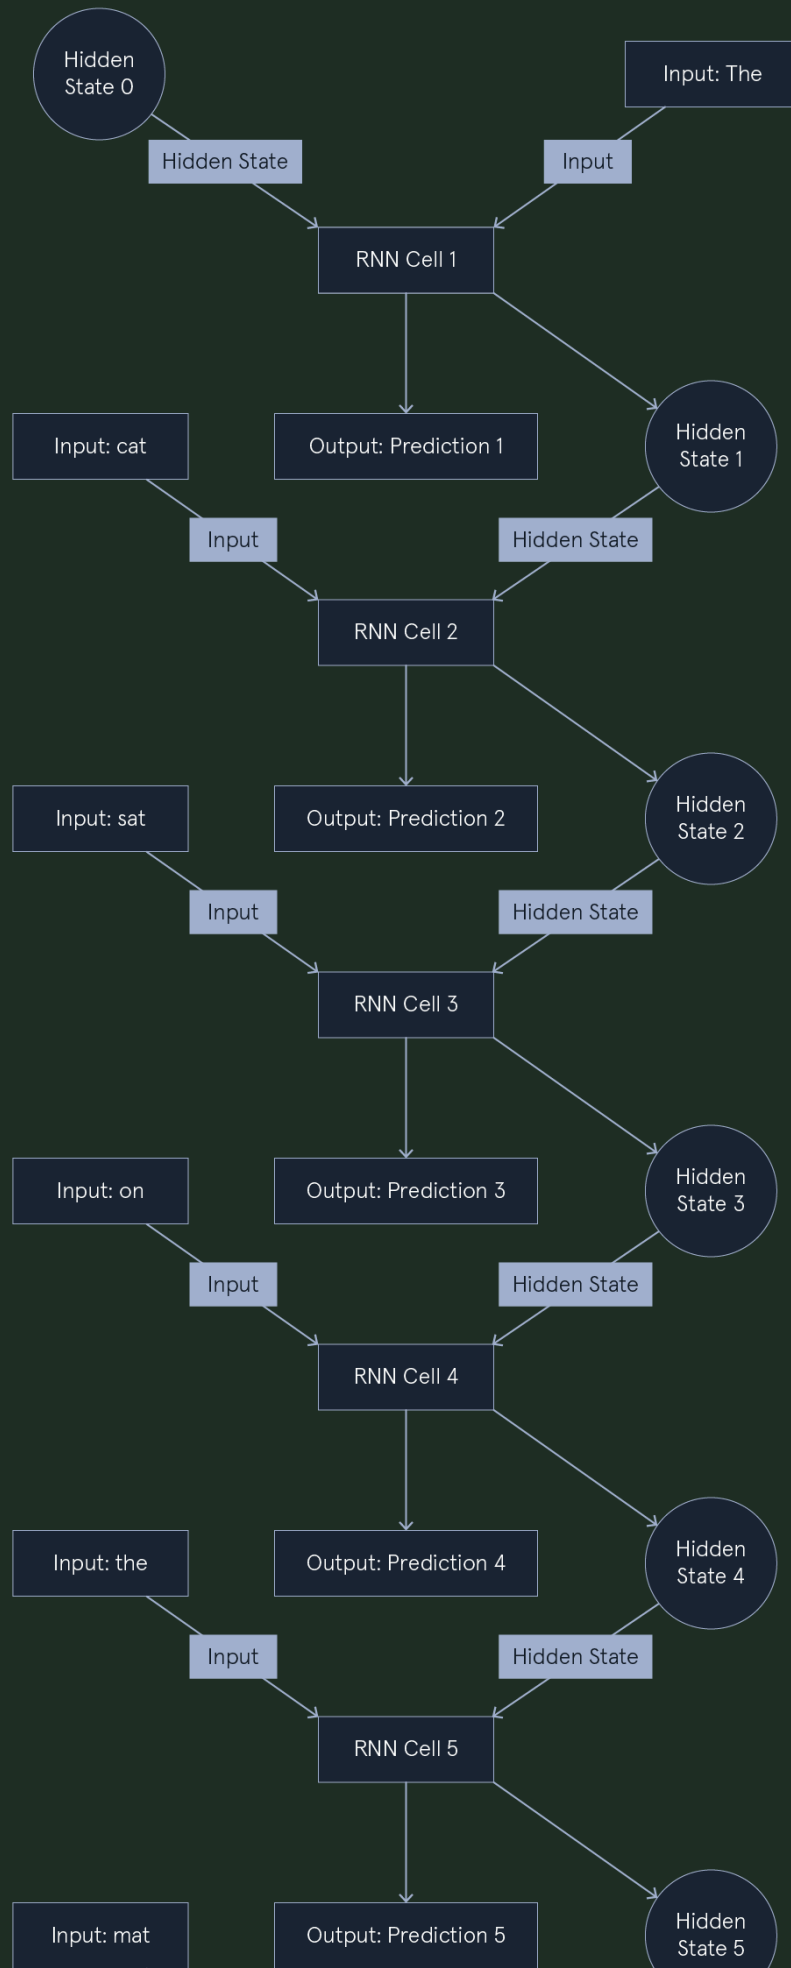 Hidden
State 0
Input: The
Hidden State
Input
RNN Cell 1
Input: cat
Output: Prediction 1
Hidden
State 1
Input
Hidden State
RNN Cell 2
Input: sat
Output: Prediction 2
Hidden
State 2
Input
Hidden State
RNN Cell 3
Input: on
Output: Prediction 3
Hidden
State 3
Input
Hidden State
RNN Cell 4
Input: the
Output: Prediction 4
Hidden
State 4
Input
Hidden State
RNN Cell 5
Input: mat
Output: Prediction 5
Hidden
State 5